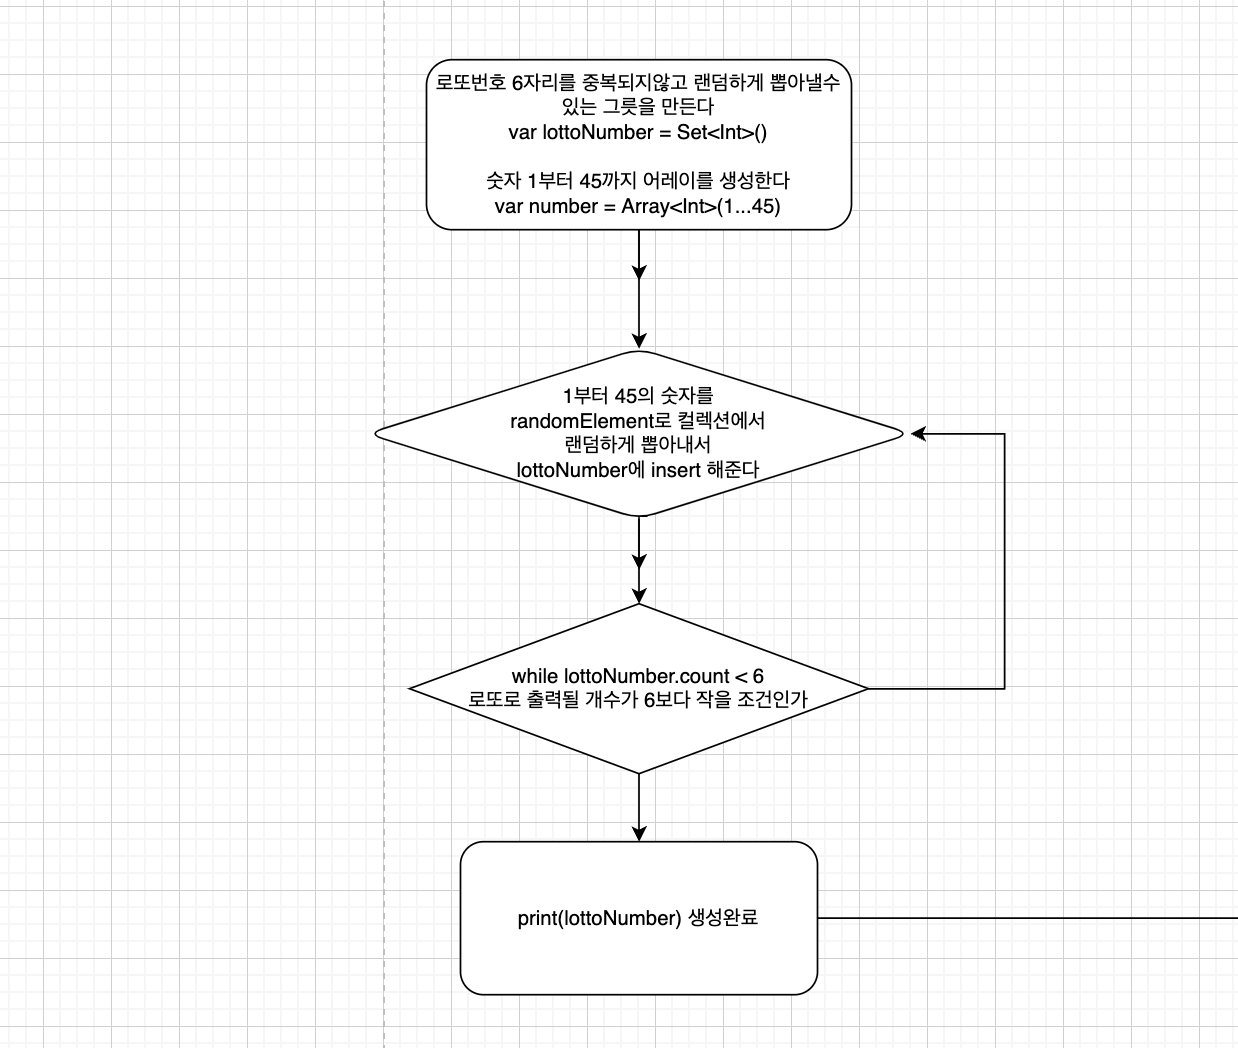 로또번호 6자리를 중복되지않고 랜덤하게 뽑아낼수
있는 그릇을 만든다
var lottoNumber = Set<Int>()
숫자 1부터 45까지 어레이를 생성한다
var number = Array<Int>(1...45)
1부터 45의 숫자를
randomElement로 컬렉션에서
랜덤하게 뽑아내서
lottoNumber에 insert 해준다
while lottoNumber.count < 6
로또로 출력될 개수가 6보다 작을 조건인가
print(lottoNumber) 생성완료